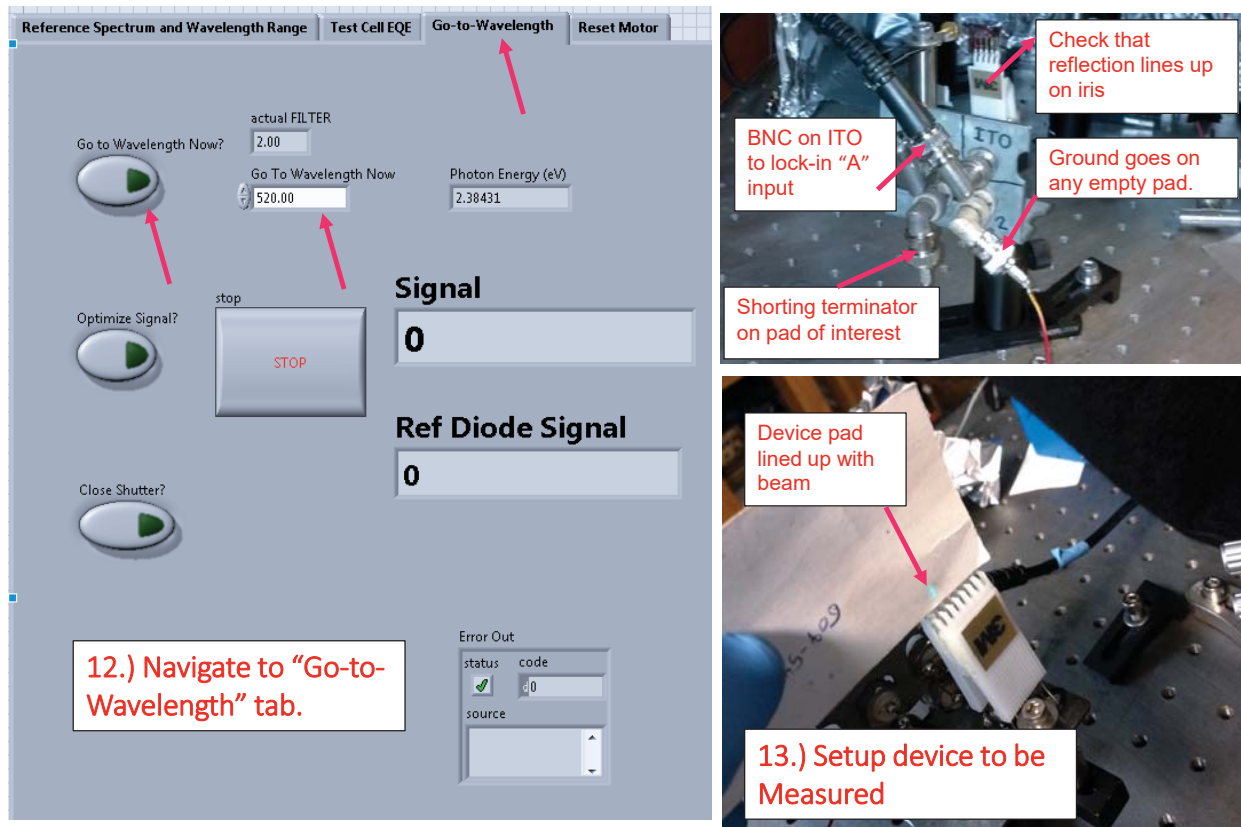 Reference Spectrum and Wavelength Range
Test Cell EQE
Go-to-Wavelength
Reset Motor
actual FILTER
2.00
Go to Wavelength Now?
Go To Wavelength Now
520.00
Photon Energy (eV)
2.38431
Optimize Signal?
stop
STOP
Signal
0
Ref Diode Signal
0
Close Shutter?
Error Out
status
code
d0
source
12.) Navigate to “Go-to-
Wavelength” tab.
Check that
reflection lines up
on iris
BNC on ITO
to lock-in “A”
input
Ground goes on
any empty pad.
Shorting terminator
on pad of interest
3M
ITO
2
Device pad
lined up with
beam
3M
13.) Setup device to be
Measured